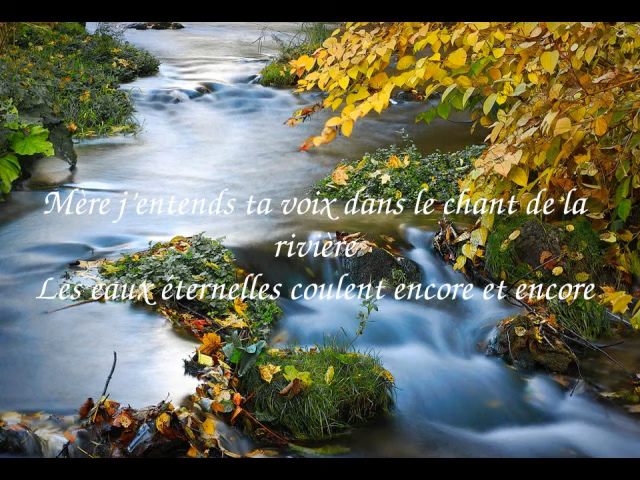 Mère j'entends ta voix dans le chant de la
rivière
Les eaux éternelles coulent encore et encore